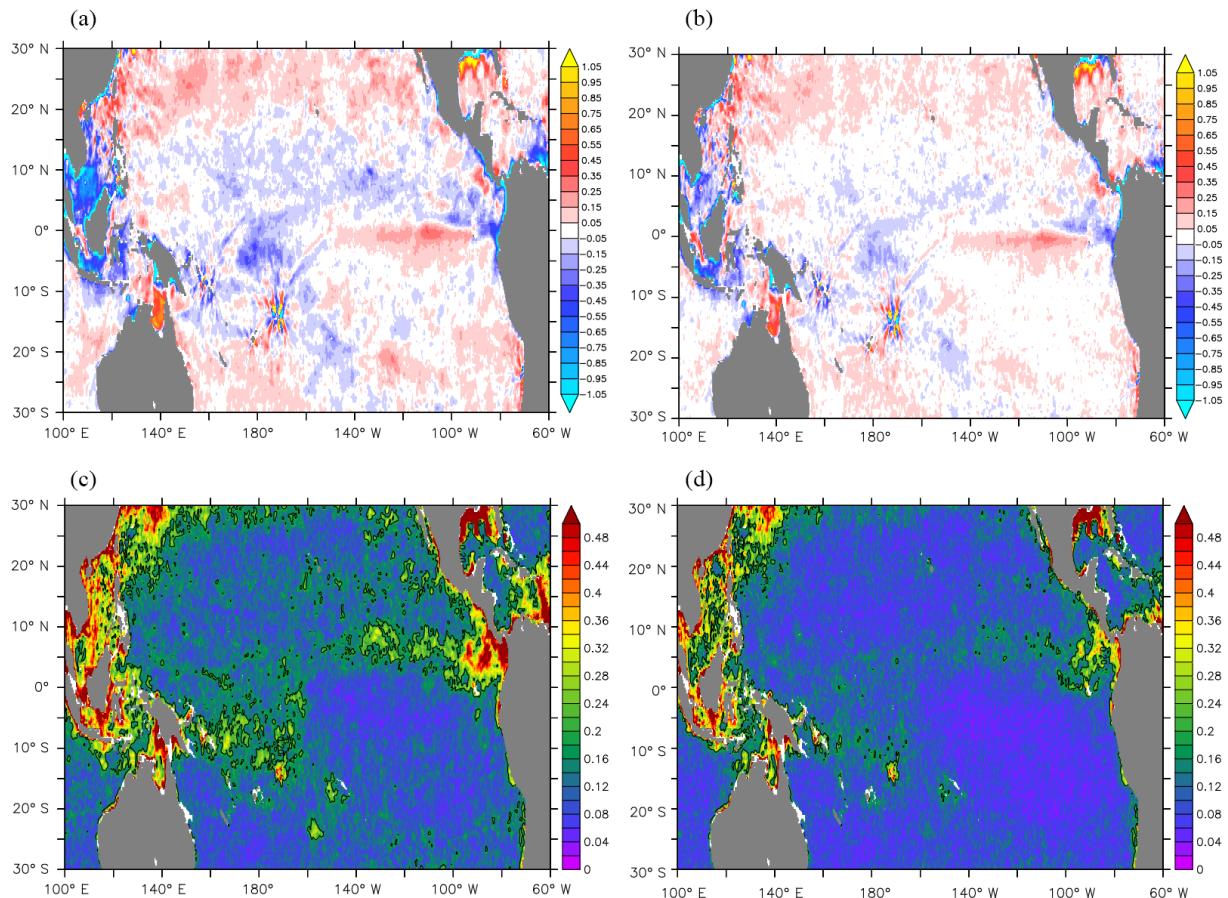 (a)
30° N
20° N
10° N
0°
10° S
20° S
30° S
100° E
140° E
180°
140° W
100° W
60° W
1.05
0.95
0.85
0.75
0.65
0.55
0.45
0.35
0.25
0.15
0.05
−0.05
−0.15
−0.25
−0.35
−0.45
−0.55
−0.65
−0.75
−0.85
−0.95
−1.05
(b)
30° N
20° N
10° N
0°
10° S
20° S
30° S
100° E
140° E
180°
140° W
100° W
60° W
1.05
0.95
0.85
0.75
0.65
0.55
0.45
0.35
0.25
0.15
0.05
−0.05
−0.15
−0.25
−0.35
−0.45
−0.55
−0.65
−0.75
−0.85
−0.95
−1.05
(c)
30° N
20° N
10° N
0°
10° S
20° S
30° S
100° E
140° E
180°
140° W
100° W
60° W
0.48
0.44
0.4
0.36
0.32
0.28
0.24
0.2
0.16
0.12
0.08
0.04
0
(d)
30° N
20° N
10° N
0°
10° S
20° S
30° S
100° E
140° E
180°
140° W
100° W
60° W
0.48
0.44
0.4
0.36
0.32
0.28
0.24
0.2
0.16
0.12
0.08
0.04
0